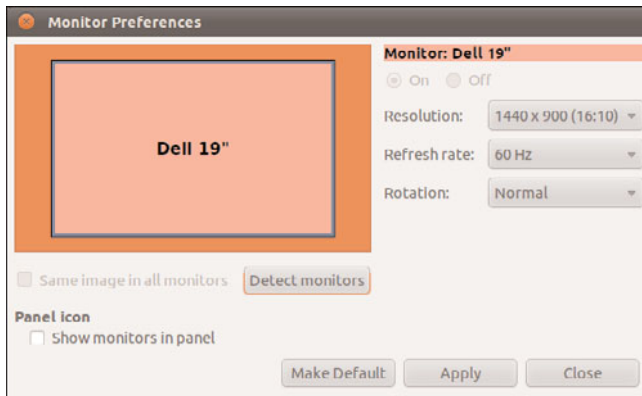 Monitor Preferences
Dell 19"
Monitor: Dell 19"
On Off
Resolution: 1440 x 900 (16:10)
Refresh rate: 60 Hz
Rotation: Normal
Same image in all monitors Detect monitors
Panel icon
Show monitors in panel
Make Default Apply Close